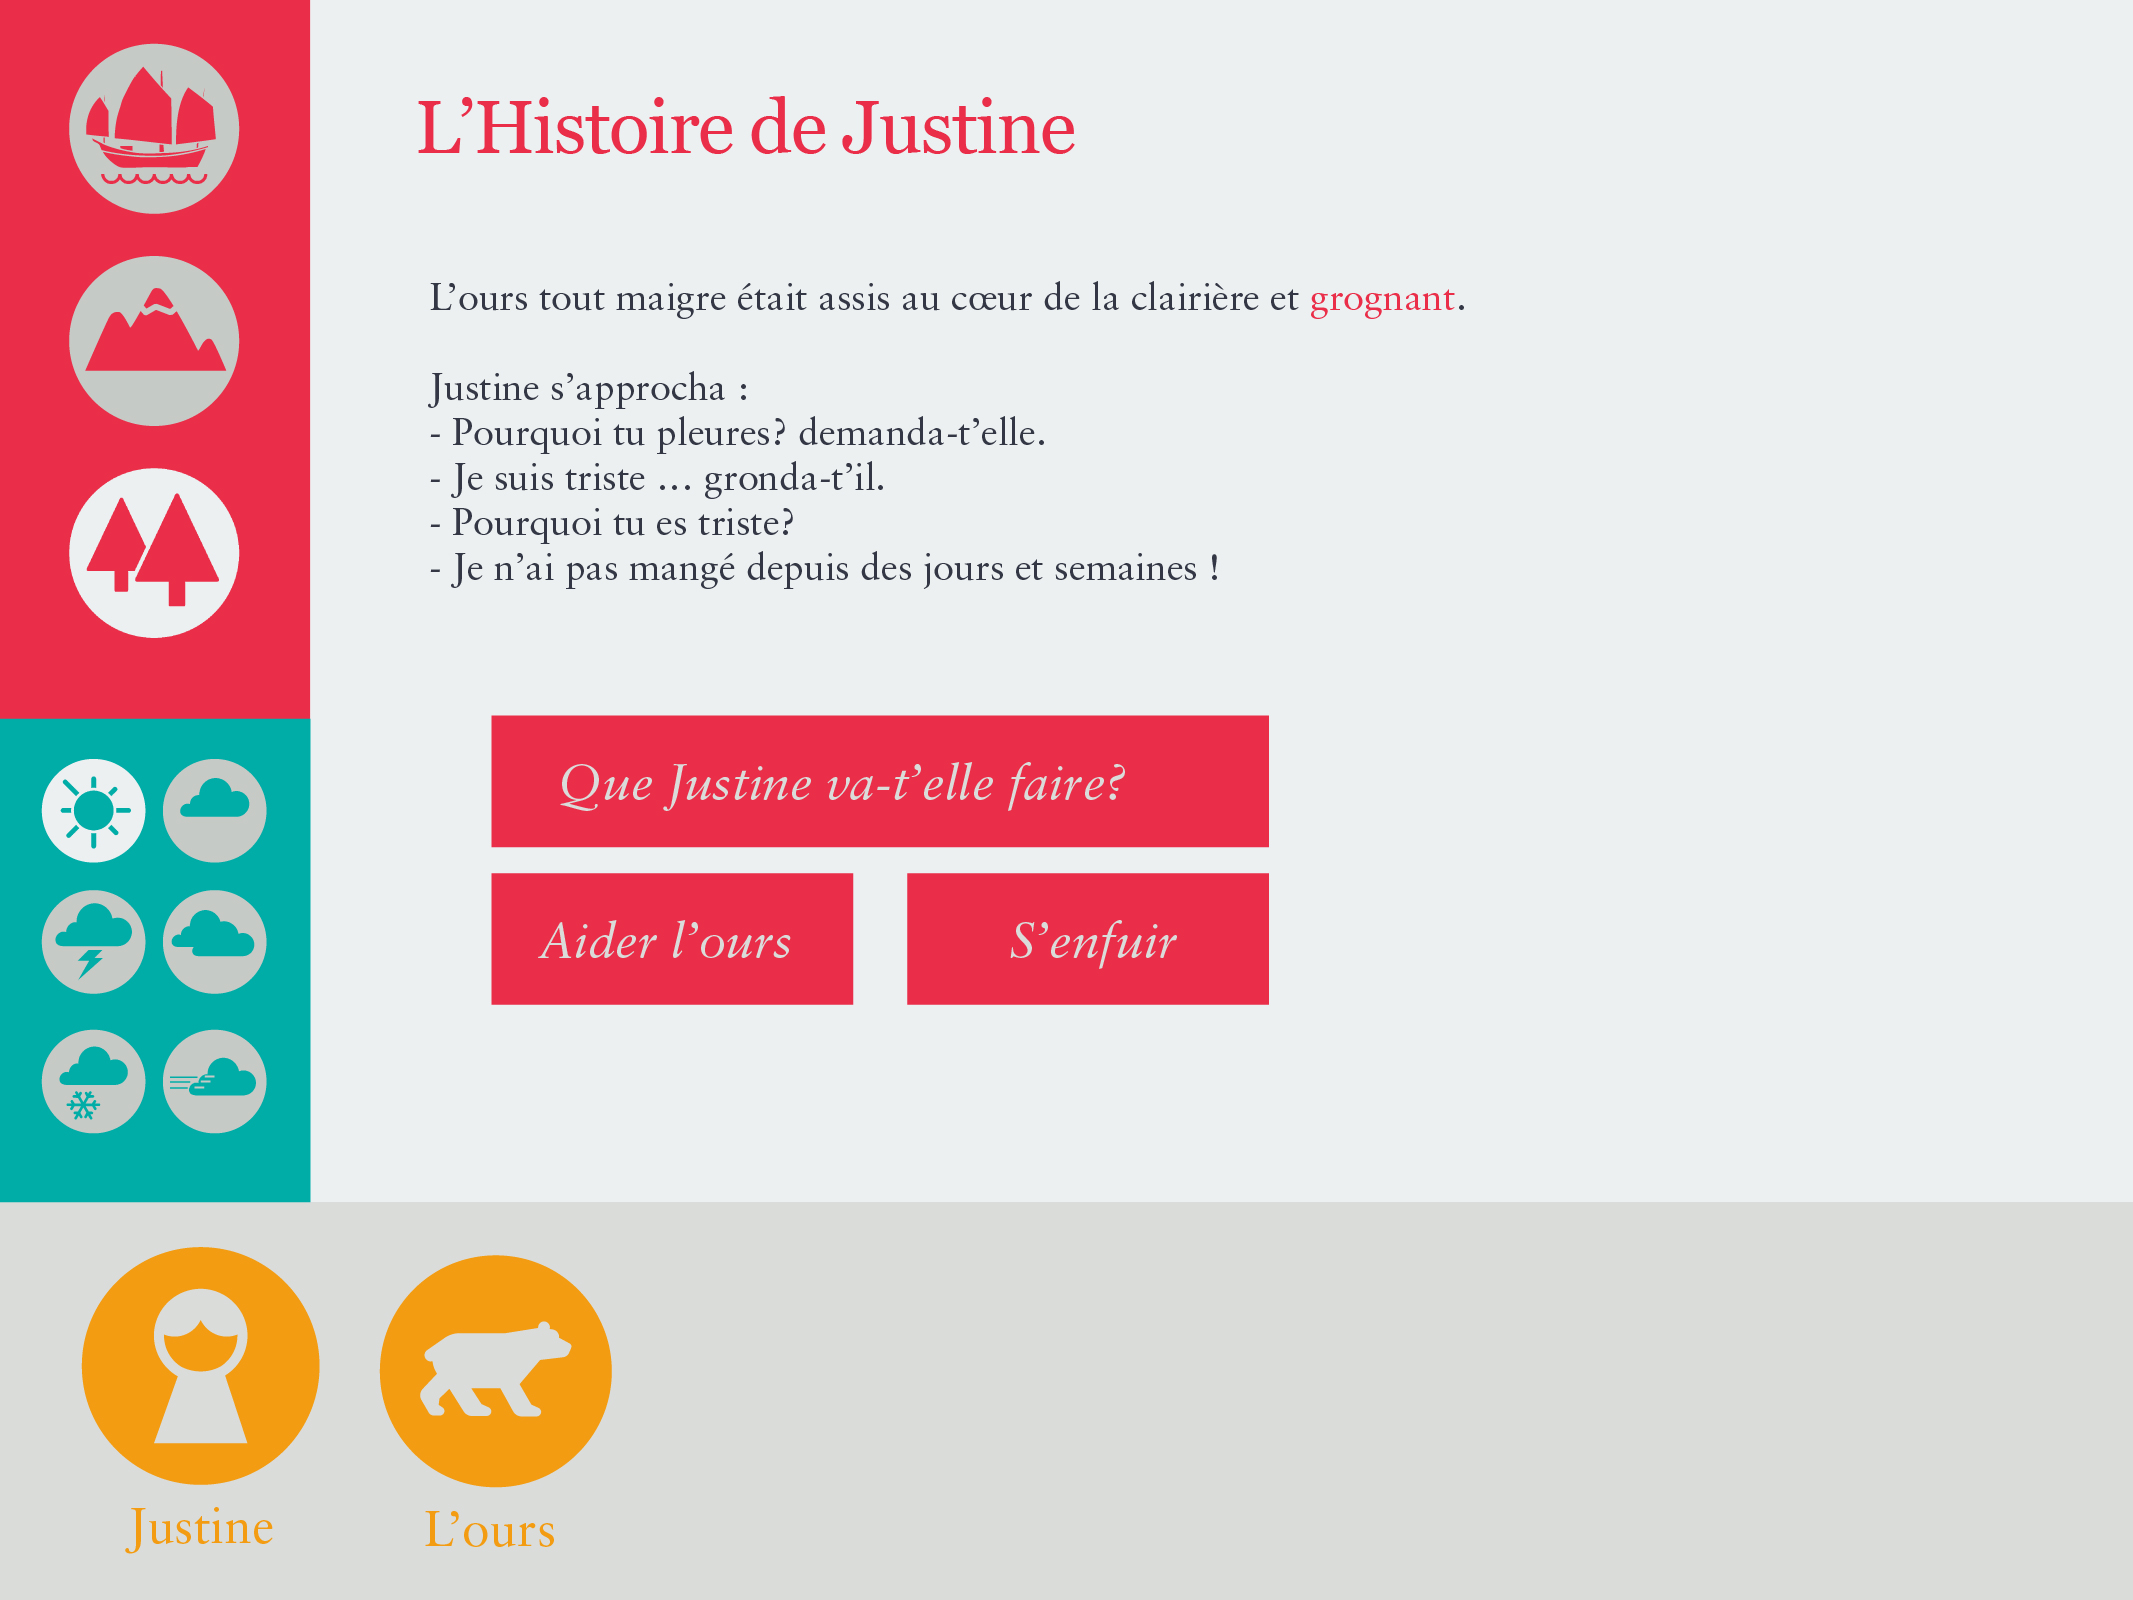 L’Histoire de Justine
L’ours tout maigre était assis au cœur de la clairière et grognant.
Justine s’approcha :
- Pourquoi tu pleures? demanda-t’elle.
- Je suis triste … gronda-t’il.
- Pourquoi tu es triste?
- Je n’ai pas mangé depuis des jours et semaines !
Que Justine va-t’elle faire?
Aider l’ours
S’enfuir
Justine
L’ours